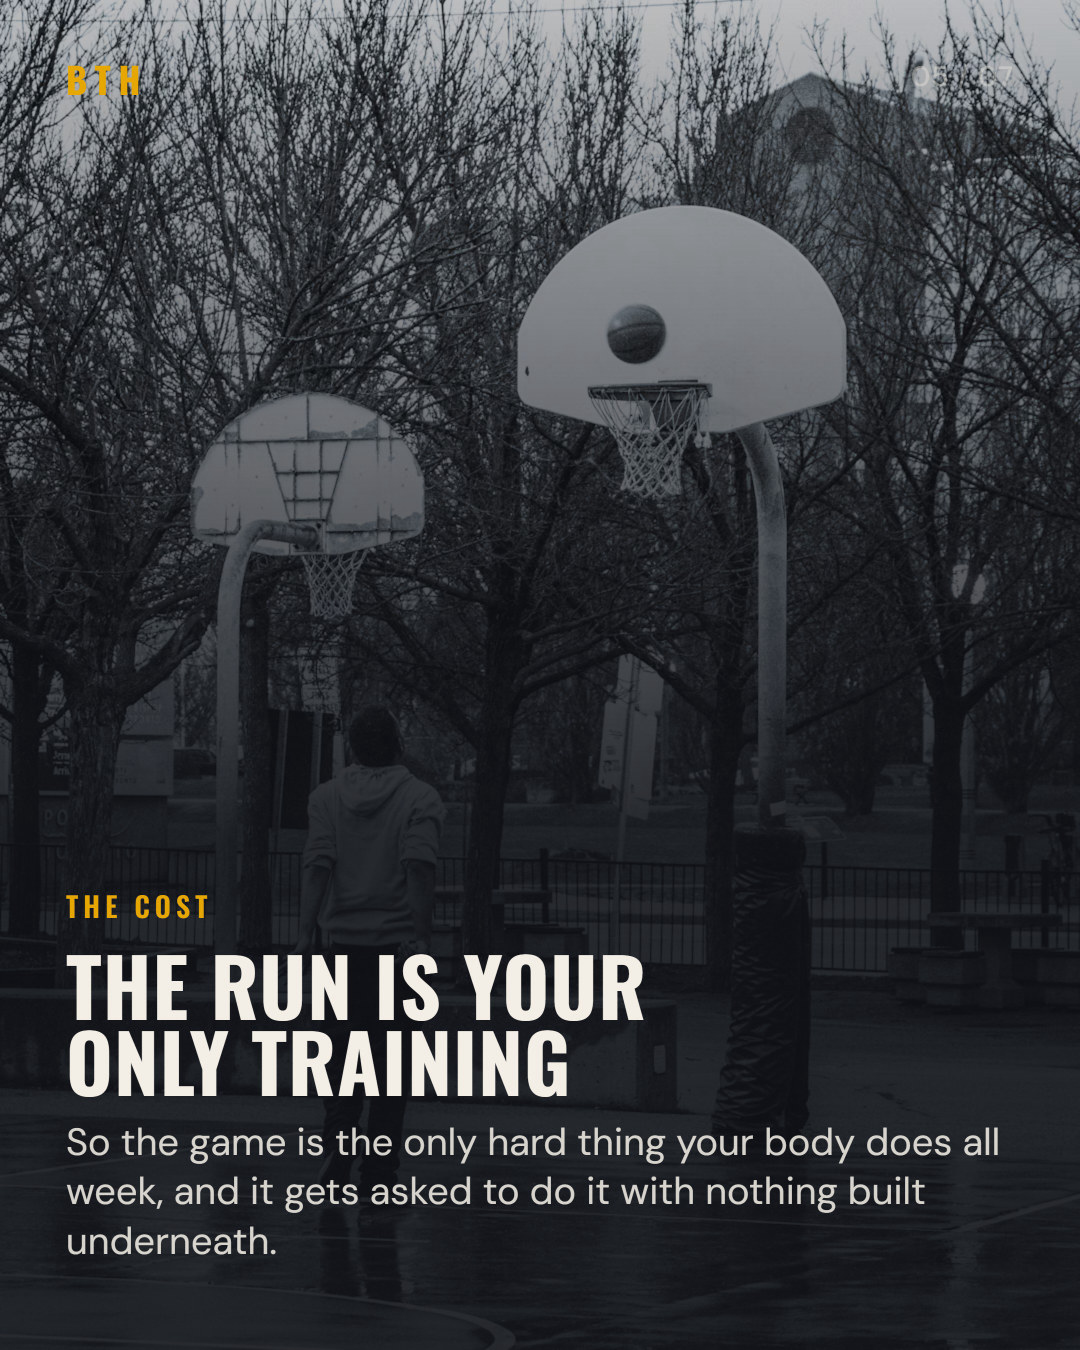 BTH
THE COST
THE RUN IS YOUR
ONLY TRAINING
So the game is the only hard thing your body does all
week, and it gets asked to do it with nothing built
underneath.